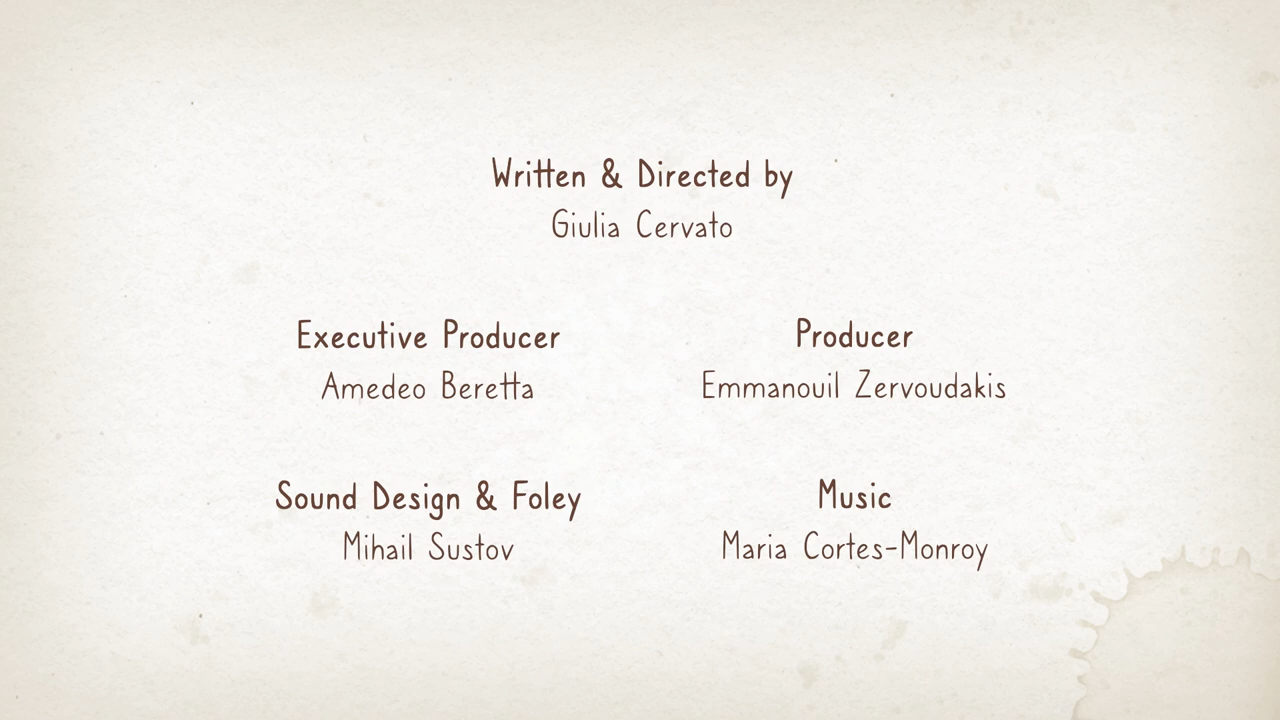 Written & Directed by
Giulia Cervato
Executive Producer
Amedeo Beretta
Producer
Emmanouil Zervoudakis
Sound Design & Foley
Mihail Sustov
Music
Maria Cortes-Monroy